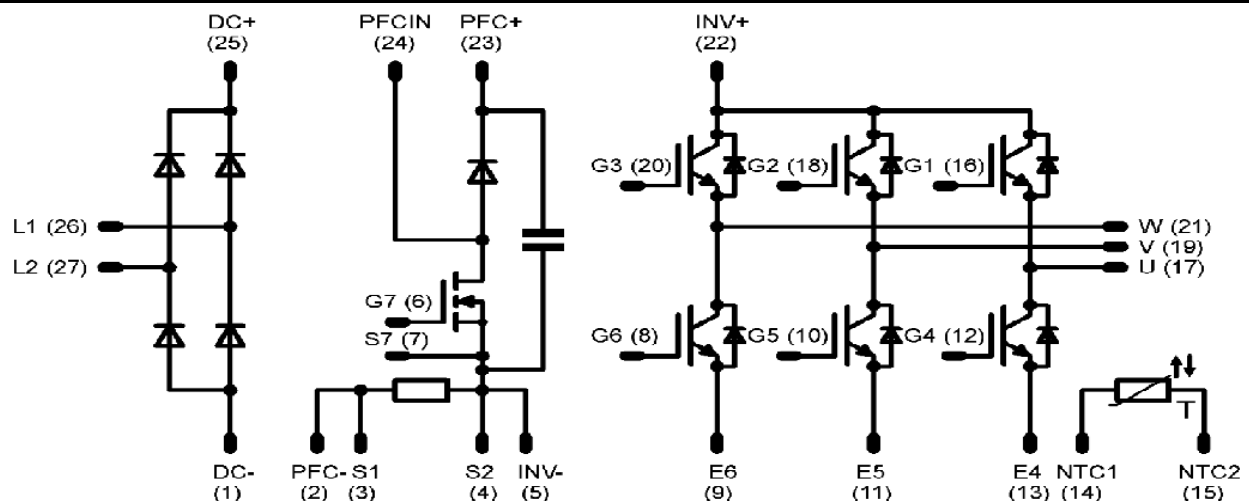 DC+ PFCIN PFC+ INV+
(25) (24) (23) (22)
G3 (20) G2 (18) G1 (16)
L1 (26) W (21)
V (19)
L2 (27) U (17)
G7 (6)
S7 (7) G6 (8) G5 (10) G4 (12)
T
DC- PFC- S1 S2 INV- E6 E5 E4 NTC1 NTC2
(1) (2) (3) (4) (5) (9) (11) (13) (14) (15)